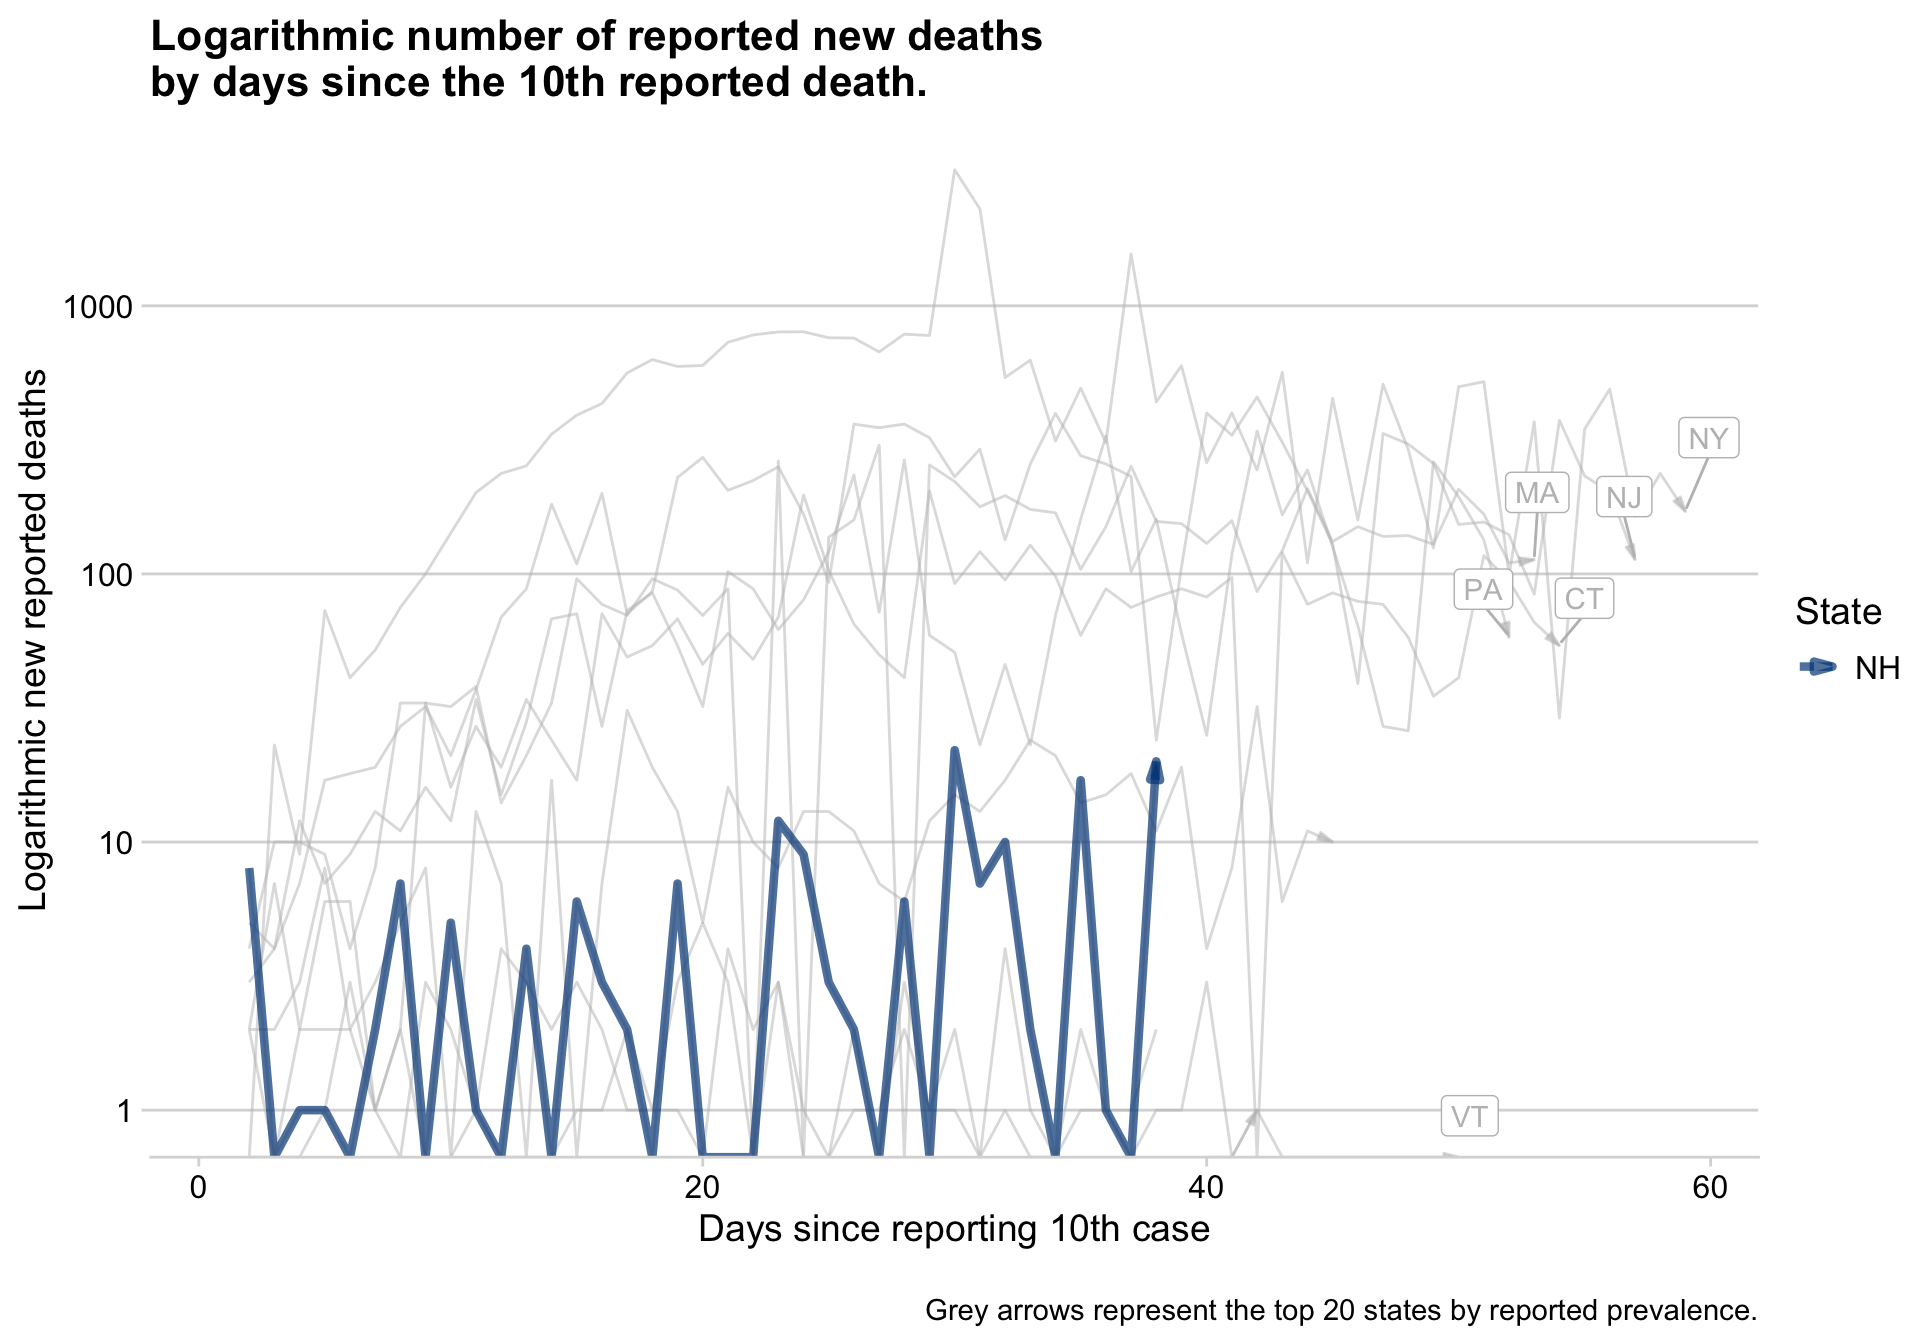 Logarithmic number of reported new deaths
by days since the 10th reported death.
Logarithmic new reported deaths
1000
100
10
1
NY
MA
NJ
PA
CT
VT
State
NH
0
20
40
60
Days since reporting 10th case
Grey arrows represent the top 20 states by reported prevalence.